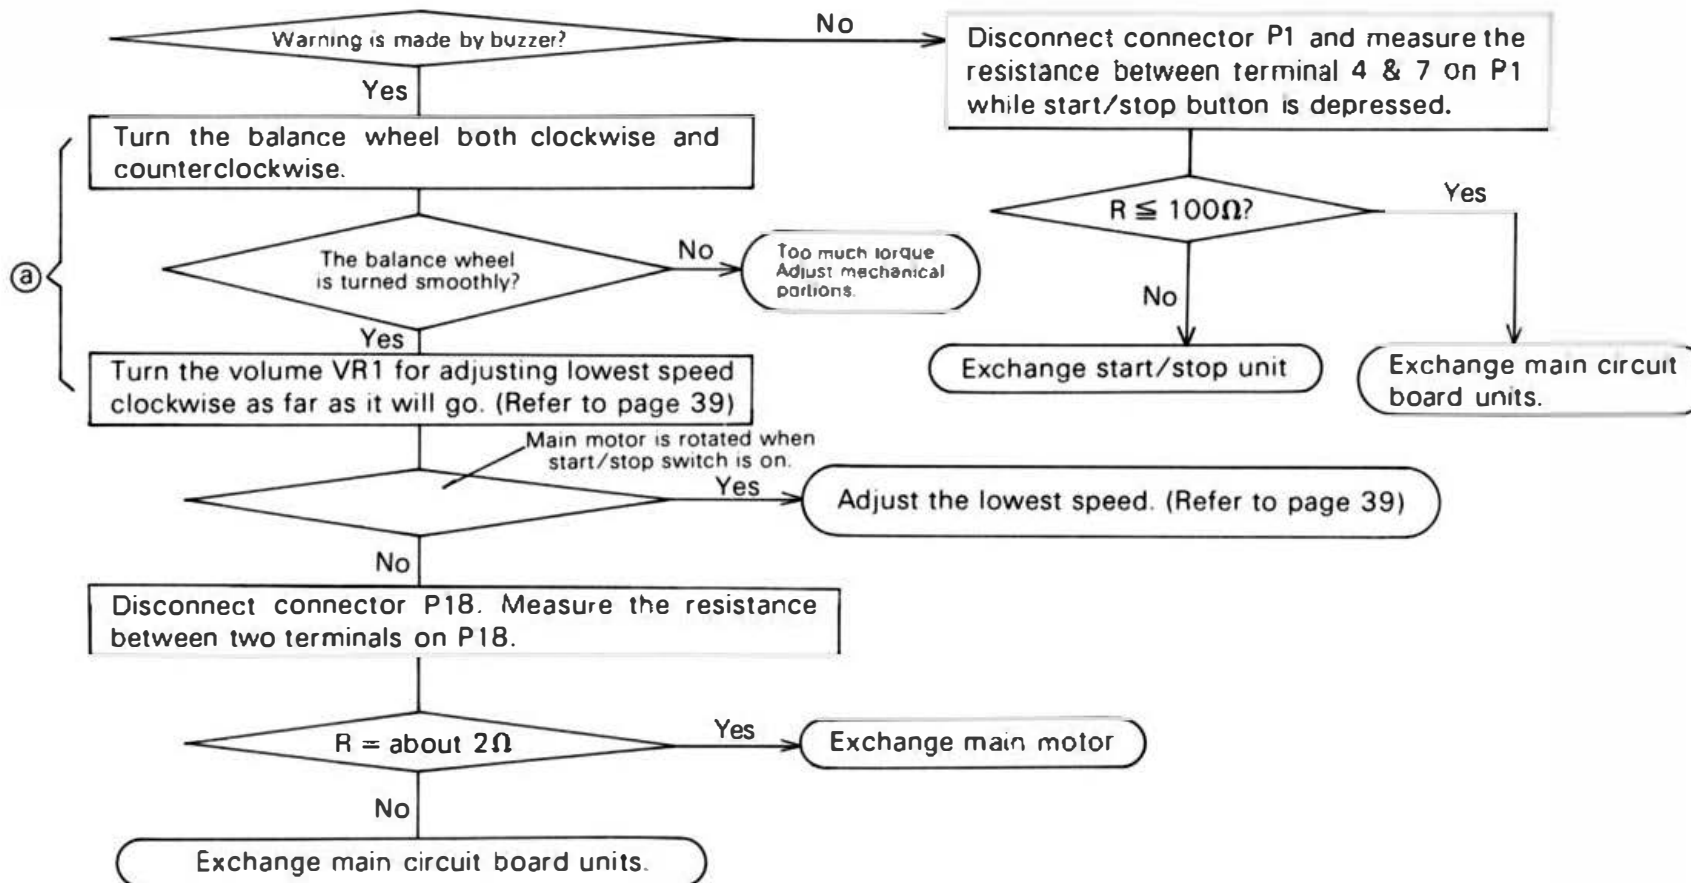 Warning is made by buzzer?
No
Disconnect connector P1 and measure the
resistance between terminal 4 & 7 on P1
while start/stop button is depressed.
Yes
Turn the balance wheel both clockwise and
counterclockwise.
R ≦ 100Ω?
Yes
No
ⓐ
The balance wheel
is turned smoothly?
No
Too much torque
Adjust mechanical
portions.
Yes
Exchange start/stop unit
Exchange main circuit
board units.
Turn the volume VR1 for adjusting lowest speed
clockwise as far as it will go. (Refer to page 39)
Main motor is rotated when
start/stop switch is on.
Yes
Adjust the lowest speed. (Refer to page 39)
No
Disconnect connector P18. Measure the resistance
between two terminals on P18.
R = about 2Ω
Yes
Exchange main motor
No
Exchange main circuit board units.